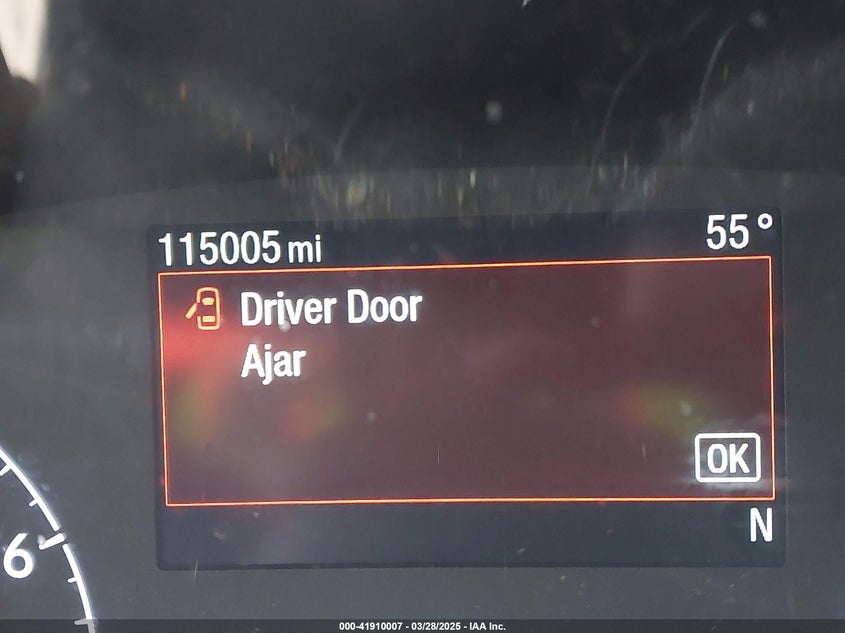 115005 mi 55°
Driver Door
Ajar
OK
N
6
000-41910007 - 03/28/2025 - IAA Inc.